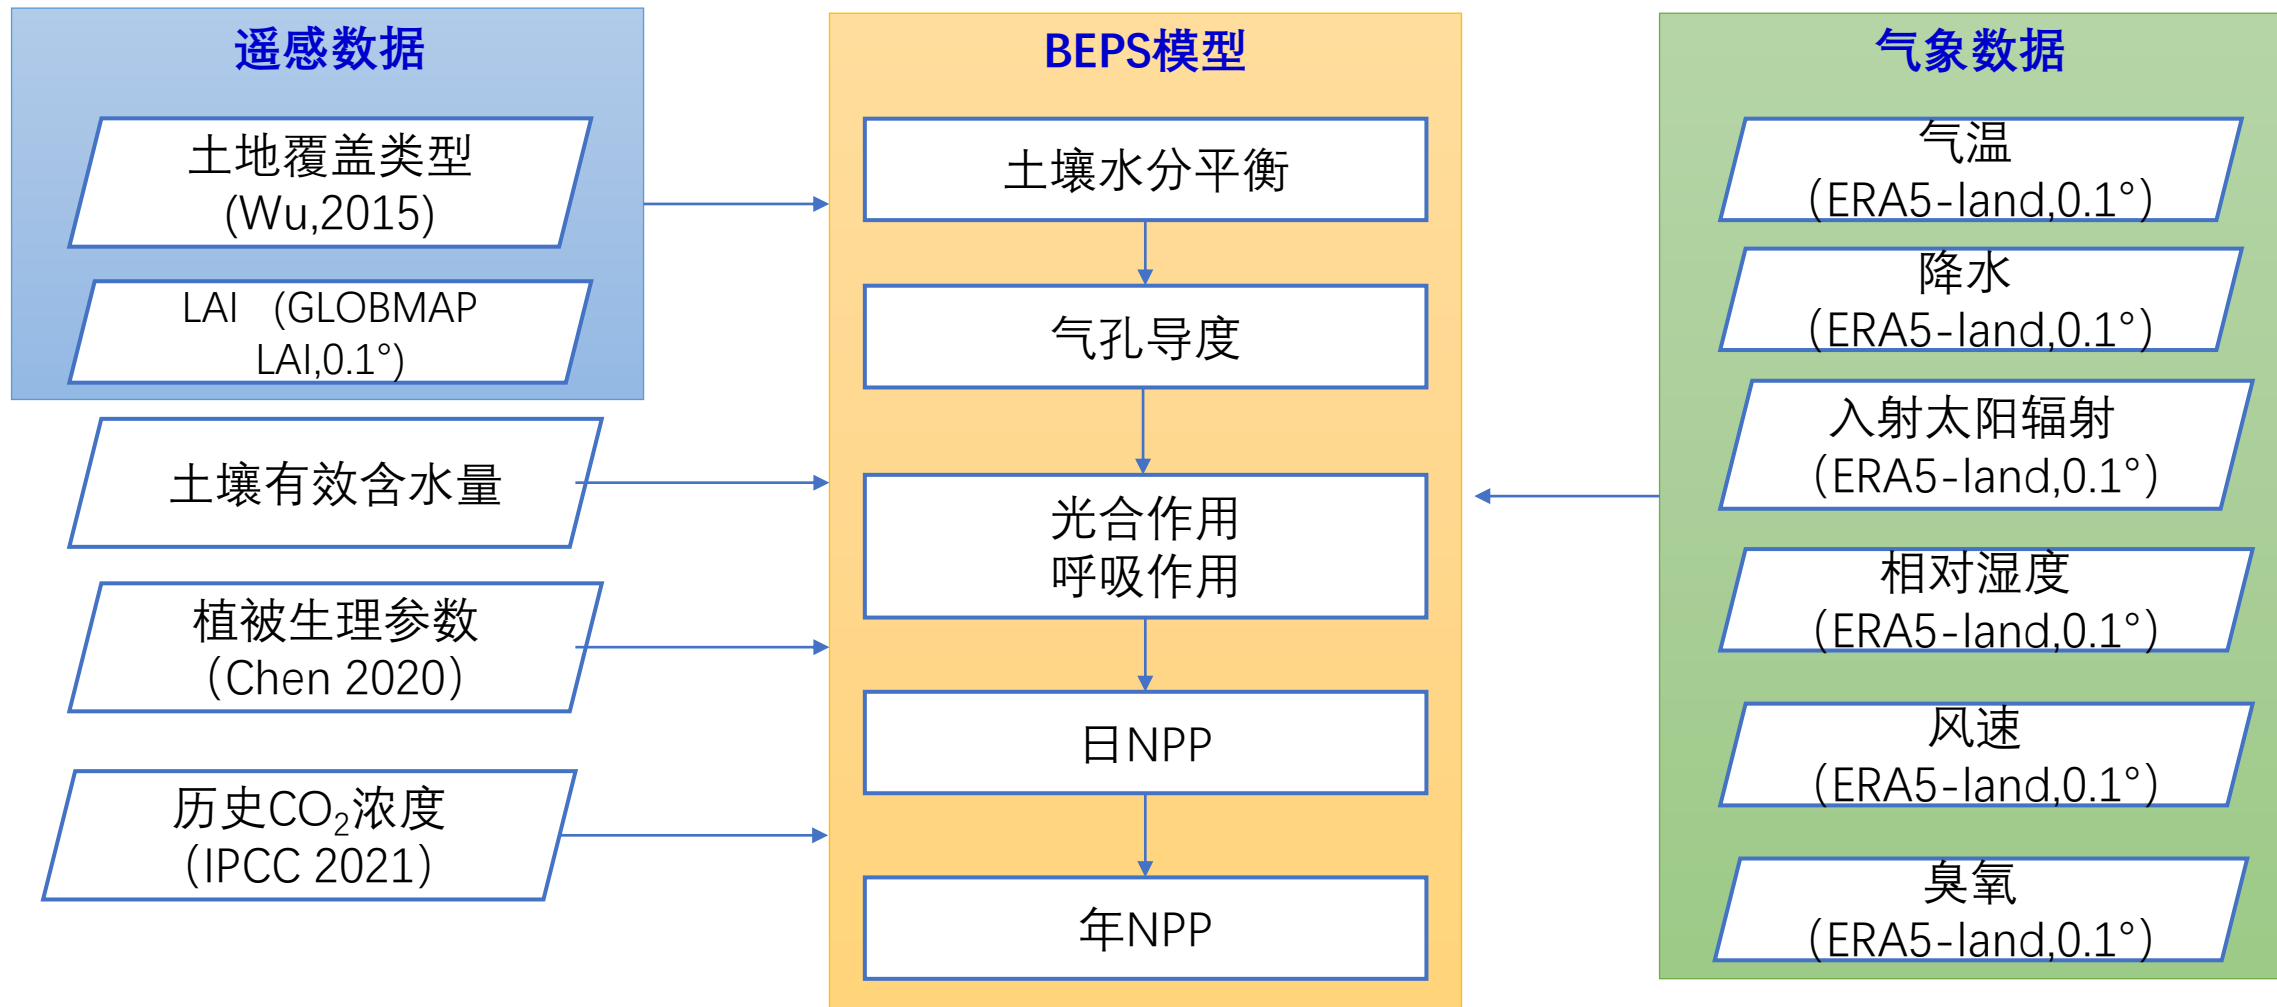 遥感数据
土地覆盖类型
(Wu,2015)
LAI （GLOBMAP
LAI,0.1°）
土壤有效含水量
植被生理参数
（Chen 2020）
历史CO₂浓度
（IPCC 2021）
BEPS模型
土壤水分平衡
气孔导度
光合作用
呼吸作用
日NPP
年NPP
气象数据
气温
（ERA5-land,0.1°）
降水
（ERA5-land,0.1°）
入射太阳辐射
（ERA5-land,0.1°）
相对湿度
（ERA5-land,0.1°）
风速
（ERA5-land,0.1°）
臭氧
（ERA5-land,0.1°）